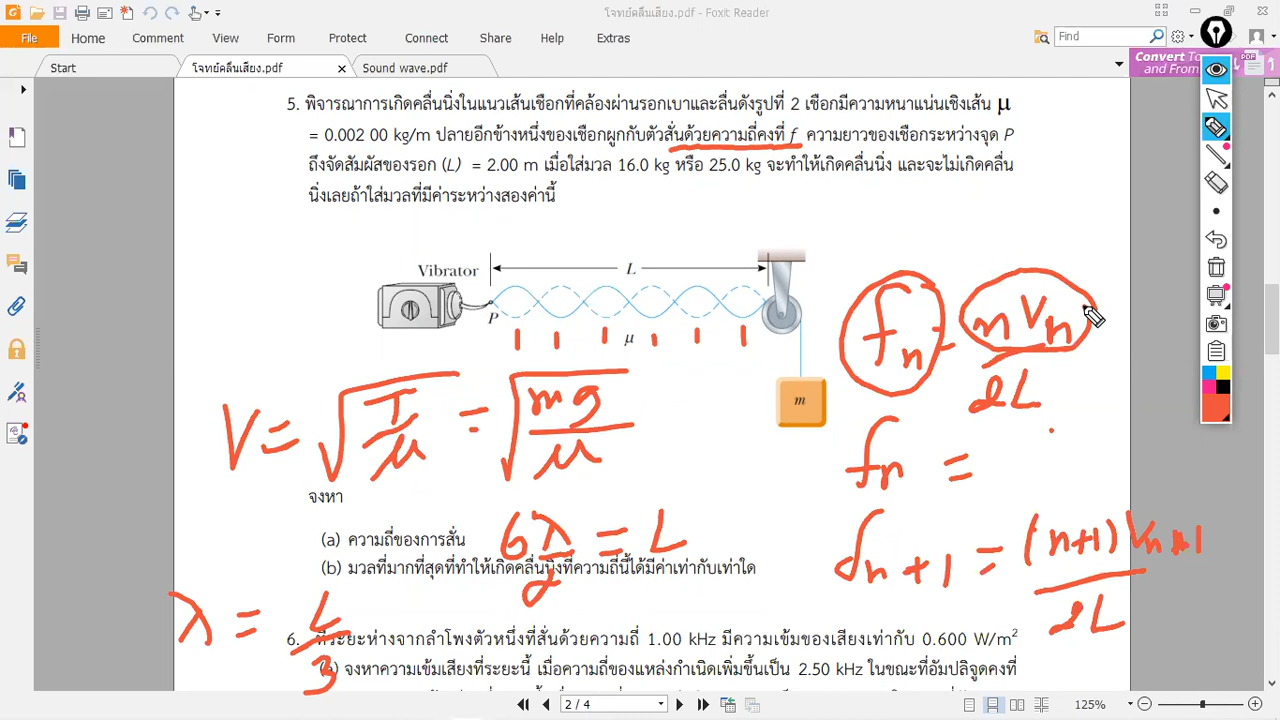 โจทย์คลื่นเสียง.pdf - Foxit Reader
File Home Comment View Form Protect Connect Share Help Extras
Find
Start โจทย์คลื่นเสียง.pdf Sound wave.pdf
Convert To
and From
5. พิจารณาการเกิดคลื่นนิ่งในแนวเส้นเชือกที่คล้องผ่านรอกเบาและลื่นดังรูปที่ 2 เชือกมีความหนาแน่นเชิงเส้น μ
= 0.002 00 kg/m ปลายอีกข้างหนึ่งของเชือกผูกกับตัวสั่นด้วยความถี่คงที่ f ความยาวของเชือกระหว่างจุด P
ถึงจัดสัมผัสของรอก (L) = 2.00 m เมื่อใส่มวล 16.0 kg หรือ 25.0 kg จะทำให้เกิดคลื่นนิ่ง และจะไม่เกิดคลื่น
นิ่งเลยถ้าใส่มวลที่มีค่าระหว่างสองค่านี้
Vibrator
L
P
μ
m
fn = nVn / 2L
V = √T/μ = √mg/μ
fn =
จงหา
(a) ความถี่ของการสั่น
6λ/2 = L
fn+1 = (n+1)Vn+1 / 2L
(b) มวลที่มากที่สุดที่ทำให้เกิดคลื่นนิ่งที่ความถี่นี้ได้มีค่าเท่ากับเท่าใด
λ = L/3
6. ที่ระยะห่างจากลำโพงตัวหนึ่งที่สั่นด้วยความถี่ 1.00 kHz มีความเข้มของเสียงเท่ากับ 0.600 W/m²
(a) จงหาความเข้มเสียงที่ระยะนี้ เมื่อความถี่ของแหล่งกำเนิดเพิ่มขึ้นเป็น 2.50 kHz ในขณะที่อัมปลิจูดคงที่
2 / 4
125%